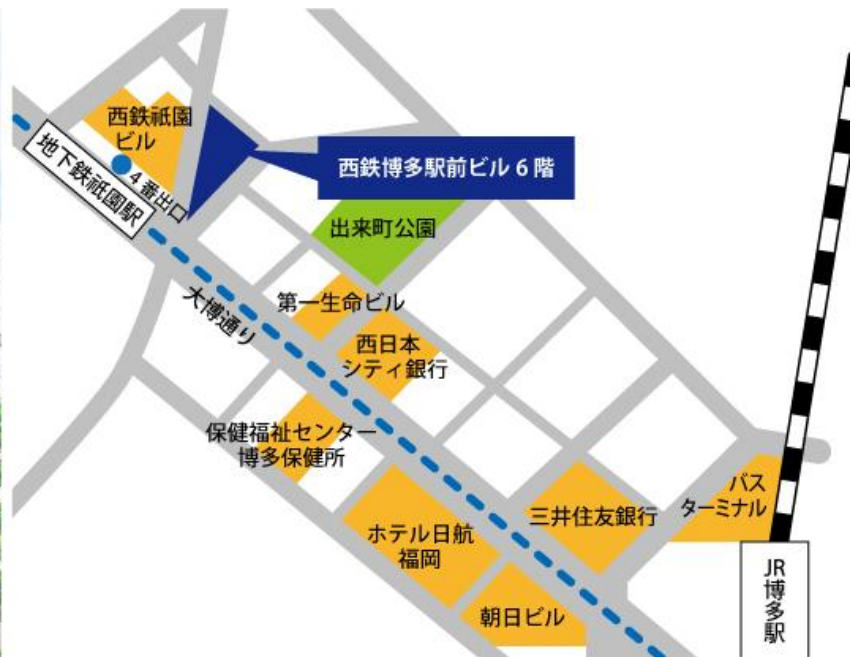 西鉄祇園
ビル
地下鉄祇園駅
4番出口
西鉄博多駅前ビル 6 階
出来町公園
第一生命ビル
大博通り
西日本
シティ銀行
保健福祉センター
博多保健所
ホテル日航
福岡
三井住友銀行
バス
ターミナル
朝日ビル
JR博多駅